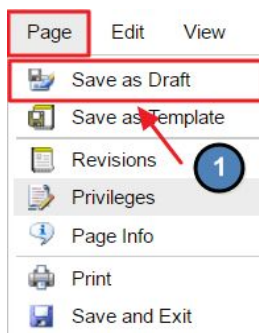 Page Edit View
Save as Draft
Save as Template
1
Revisions
Privileges
Page Info
Print
Save and Exit